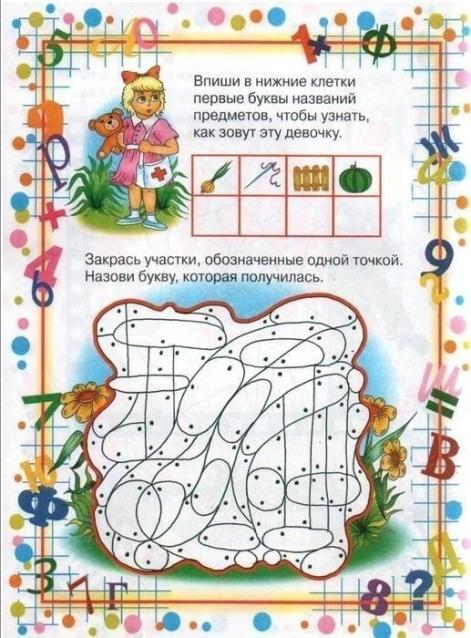 Впиши в нижние клетки
первые буквы названий
предметов, чтобы узнать,
как зовут эту девочку.
Закрась участки, обозначенные одной точкой.
Назови букву, которая получилась.